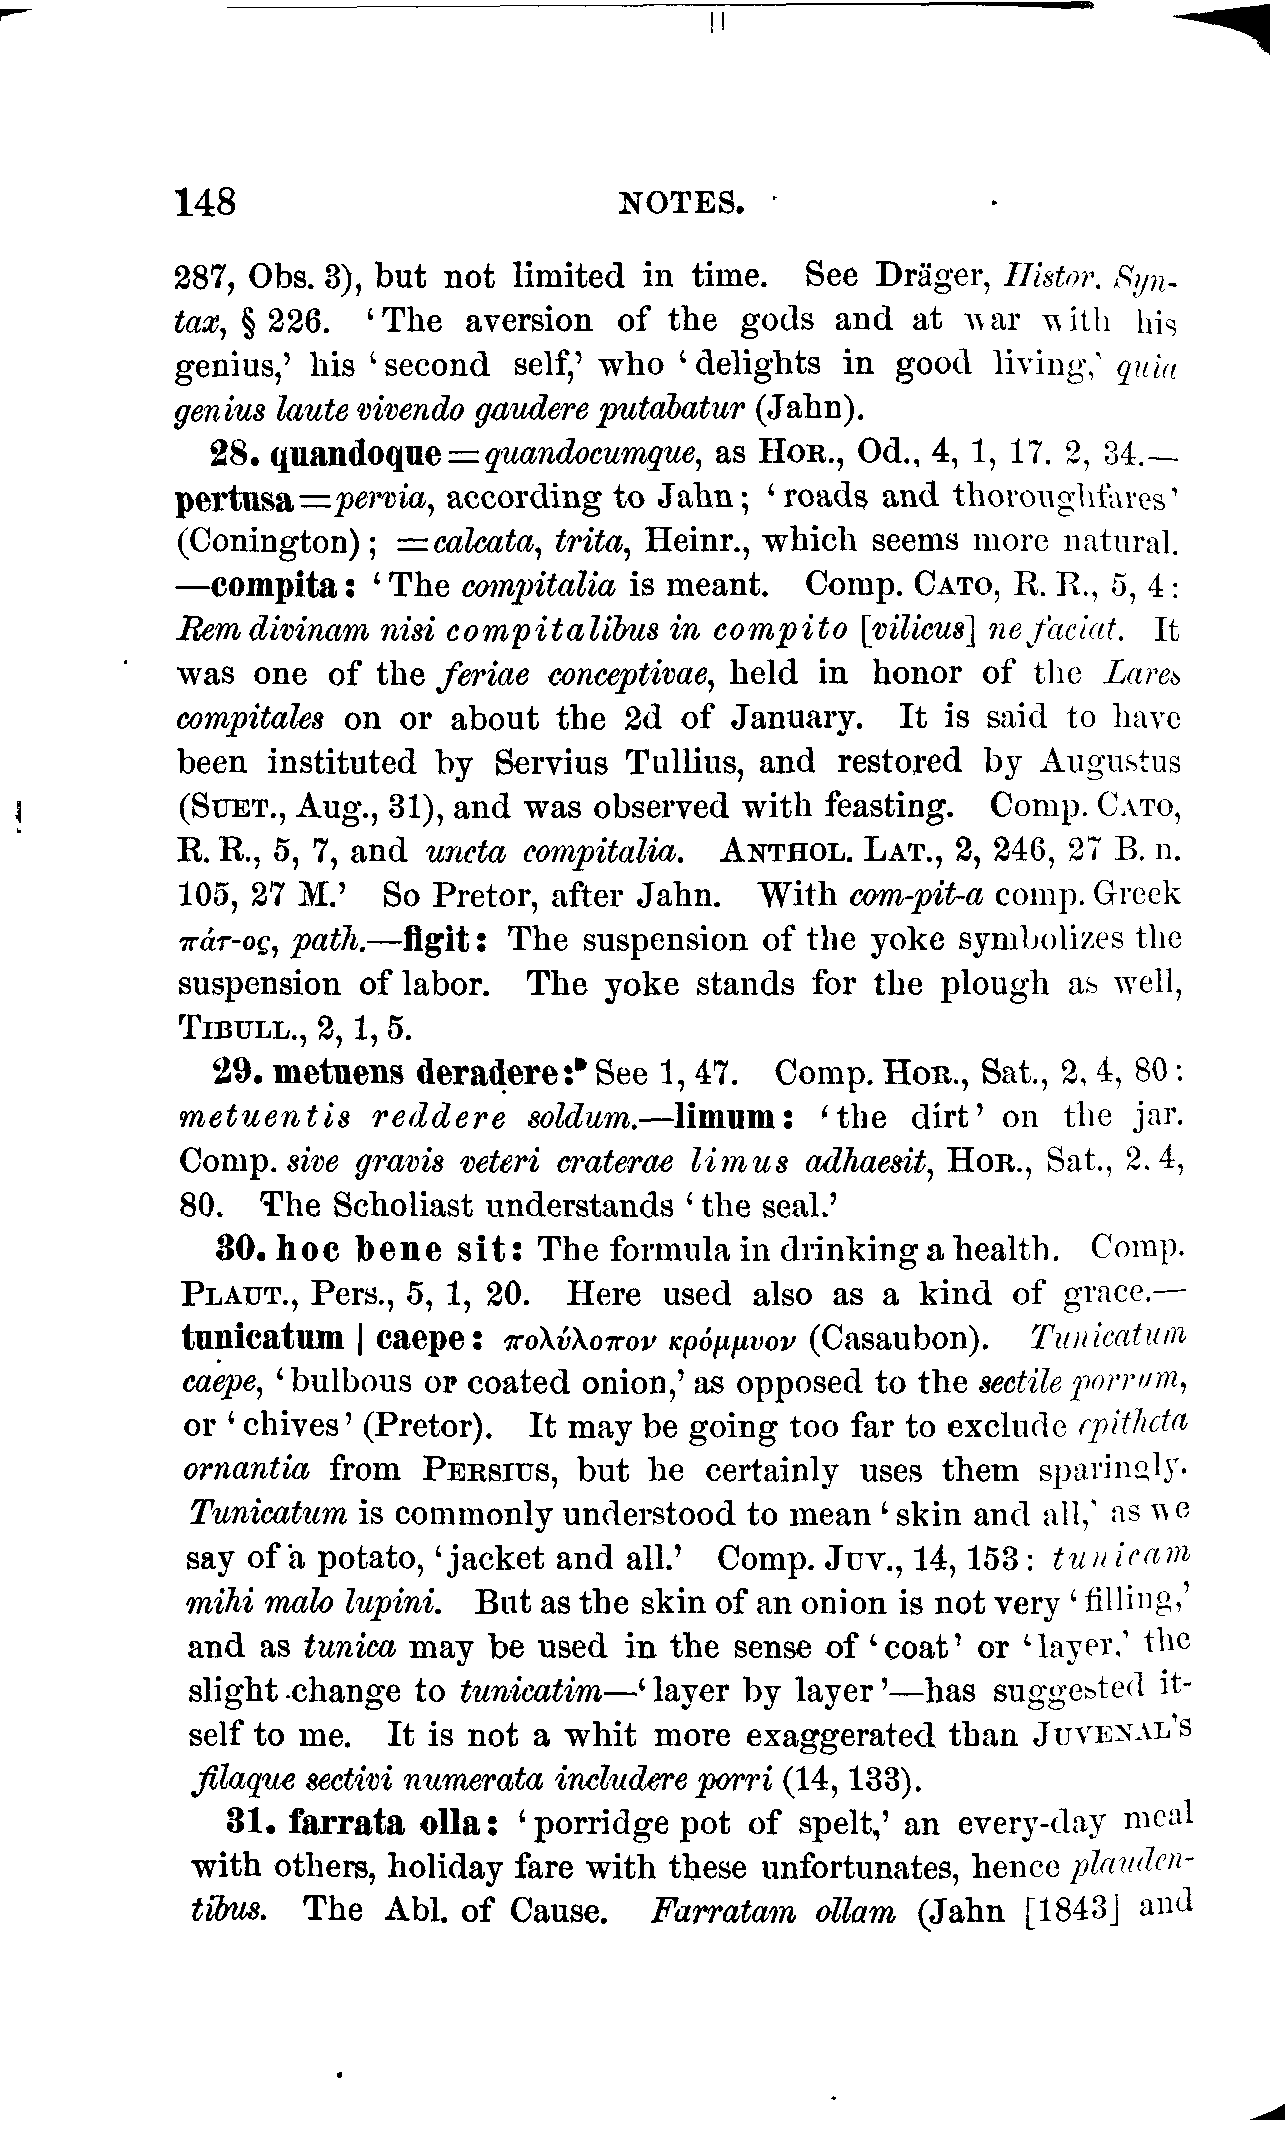 148 NOTES.
287, Obs. 3), but not limited in time. See Dräger, Histor. Syn-
tax, § 226. ‘The aversion of the gods and at war with his
genius,’ his ‘second self,’ who ‘delights in good living,’ quia
genius laute vivendo gaudere putabatur (Jahn).
28. quandoque=quandocumque, as HOR., Od., 4, 1, 17. 2, 34.—
pertusa=pervia, according to Jahn; ‘roads and thoroughfares’
(Conington); =calcata, trita, Heinr., which seems more natural.
—compita: ‘The compitalia is meant. Comp. CATO, R. R., 5, 4:
Rem divinam nisi compitalibus in compito [vilicus] ne faciat. It
was one of the feriae conceptivae, held in honor of the Lares
compitales on or about the 2d of January. It is said to have
been instituted by Servius Tullius, and restored by Augustus
(SUET., Aug., 31), and was observed with feasting. Comp. CATO,
R. R., 5, 7, and uncta compitalia. ANTHOL. LAT., 2, 246, 27 B. n.
105, 27 M.’ So Pretor, after Jahn. With com-pit-a comp. Greek
πάτ-ος, path.—figit: The suspension of the yoke symbolizes the
suspension of labor. The yoke stands for the plough as well,
TIBULL., 2, 1, 5.
29. metuens deradere: See 1, 47. Comp. HOR., Sat., 2, 4, 80:
metuentis reddere soldum.—limum: ‘the dirt’ on the jar.
Comp. sive gravis veteri craterae limus adhaesit, HOR., Sat., 2. 4,
80. The Scholiast understands ‘the seal.’
30. hoc bene sit: The formula in drinking a health. Comp.
PLAUT., Pers., 5, 1, 20. Here used also as a kind of grace.—
tunicatum | caepe: πολύλοπον κρόμμυον (Casaubon). Tunicatum
caepe, ‘bulbous or coated onion,’ as opposed to the sectile porrum,
or ‘chives’ (Pretor). It may be going too far to exclude epitheta
ornantia from PERSIUS, but he certainly uses them sparingly.
Tunicatum is commonly understood to mean ‘skin and all,’ as we
say of a potato, ‘jacket and all.’ Comp. JUV., 14, 153: tunicam
mihi malo lupini. But as the skin of an onion is not very ‘filling,’
and as tunica may be used in the sense of ‘coat’ or ‘layer,’ the
slight change to tunicatim—‘layer by layer’—has suggested it-
self to me. It is not a whit more exaggerated than JUVENAL’S
filaque sectivi numerata includere porri (14, 133).
31. farrata olla: ‘porridge pot of spelt,’ an every-day meal
with others, holiday fare with these unfortunates, hence plauden-
tibus. The Abl. of Cause. Farratam ollam (Jahn [1843] and